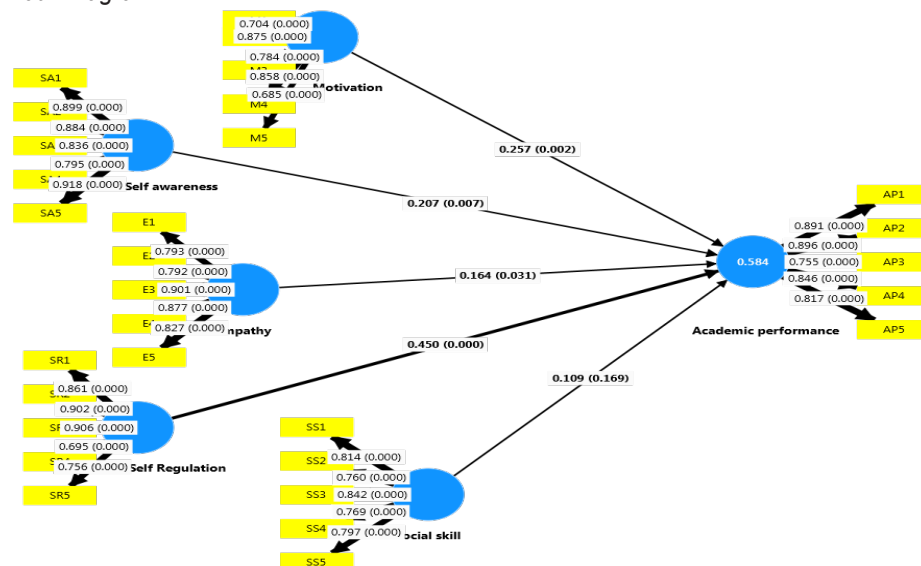 0.704 (0.000)
0.875 (0.000)
0.784 (0.000)
0.858 (0.000)
0.685 (0.000)
M4
M5
Motivation
SA1
0.899 (0.000)
0.884 (0.000)
0.836 (0.000)
0.795 (0.000)
0.918 (0.000)
SA5
Self awareness
E1
0.793 (0.000)
0.792 (0.000)
E3
0.901 (0.000)
0.877 (0.000)
0.827 (0.000)
E5
mpathy
SR1
0.861 (0.000)
0.902 (0.000)
0.906 (0.000)
0.695 (0.000)
0.756 (0.000)
SR5
Self Regulation
SS1
SS2
SS3
SS4
SS5
0.814 (0.000)
0.760 (0.000)
0.842 (0.000)
0.769 (0.000)
0.797 (0.000)
ocial skill
0.257 (0.002)
0.207 (0.007)
0.164 (0.031)
0.450 (0.000)
0.109 (0.169)
0.584
Academic performance
0.891 (0.000)
0.896 (0.000)
0.755 (0.000)
0.846 (0.000)
0.817 (0.000)
AP1
AP2
AP3
AP4
AP5